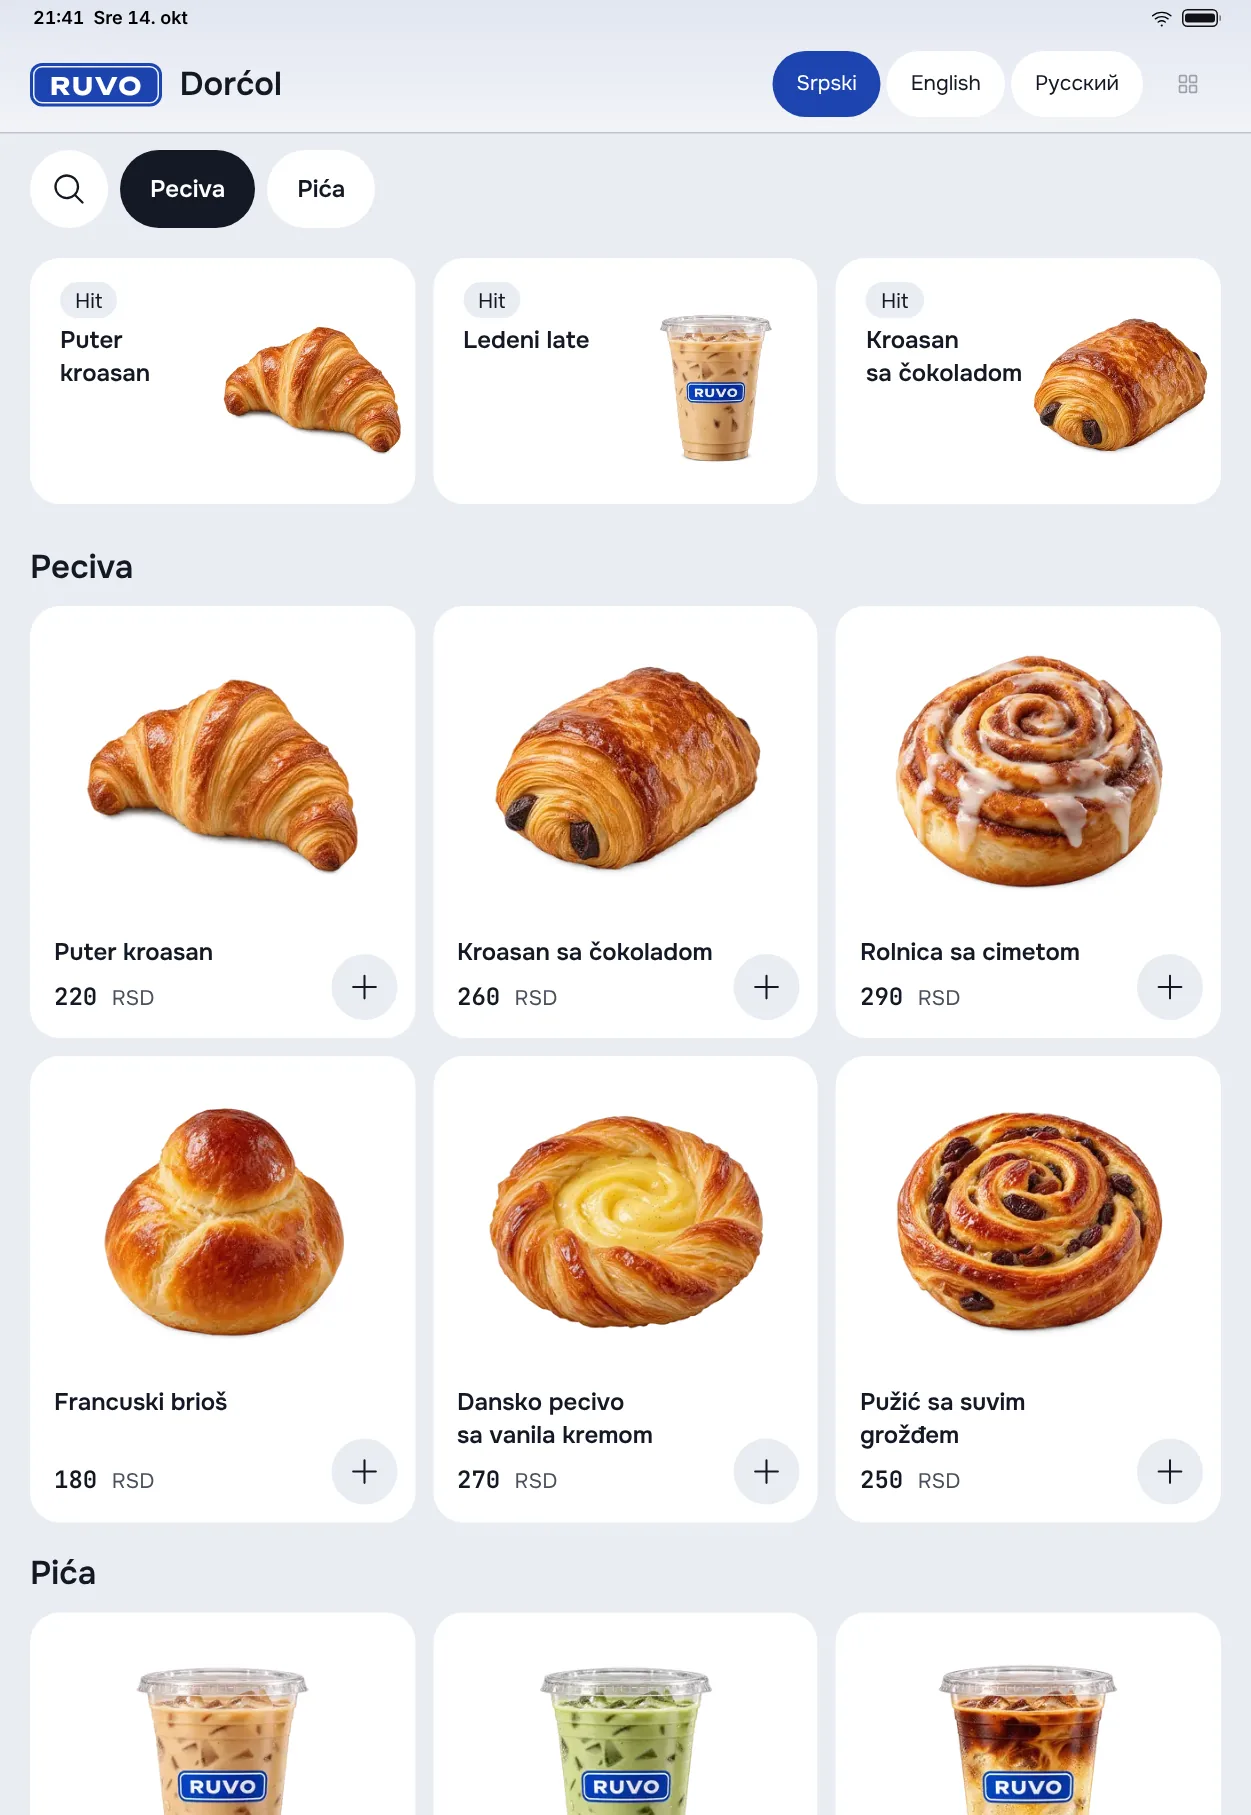 21:41 Sre 14. okt
RUVO Dorćol
Srpski English Русский
Peciva Pića
Hit
Puter
kroasan
Hit
Ledeni late
RUVO
Hit
Kroasan
sa čokoladom
Peciva
Puter kroasan
220 RSD
Kroasan sa čokoladom
260 RSD
Rolnica sa cimetom
290 RSD
Francuski brioš
180 RSD
Dansko pecivo
sa vanila kremom
270 RSD
Pužić sa suvim
grožđem
250 RSD
Pića
RUVO
RUVO
RUVO